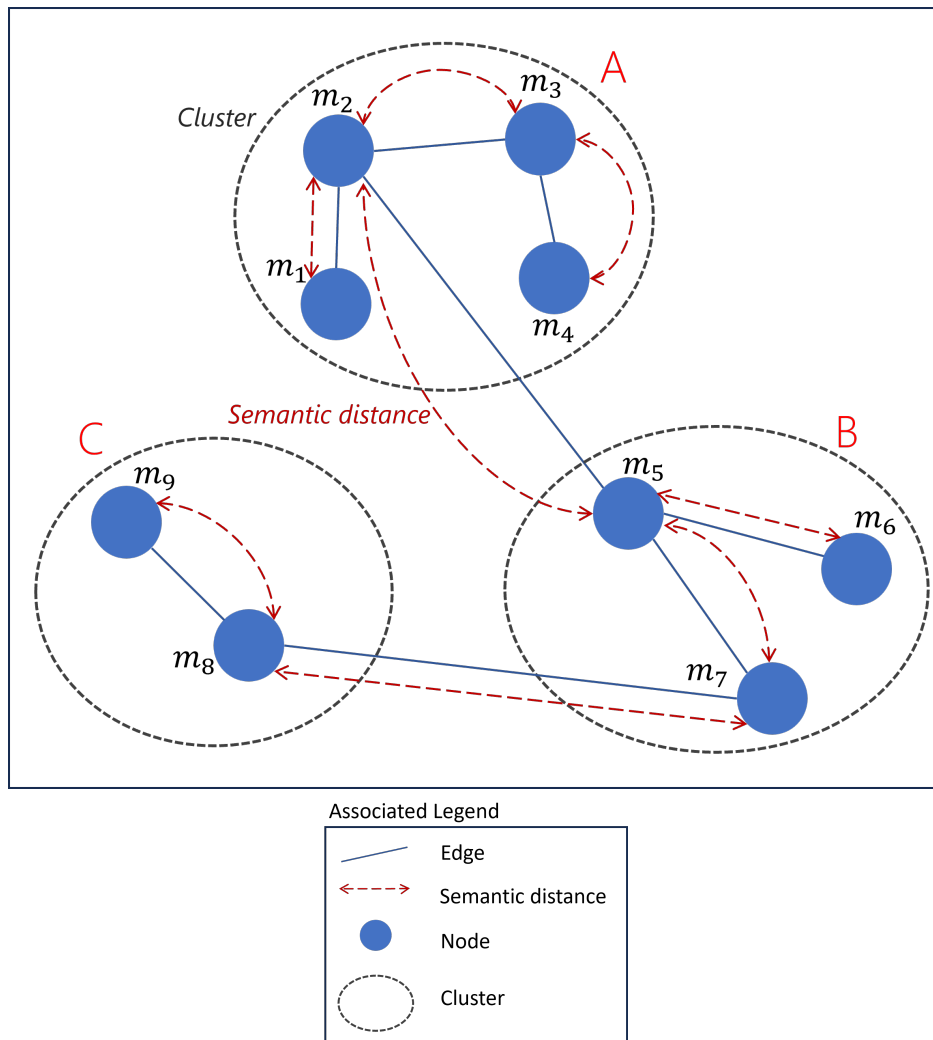 A
m₃
m₂
Cluster
m₁
m₄
Semantic distance
C
B
m₉
m₅
m₆
m₈
m₇
Associated Legend
Edge
Semantic distance
Node
Cluster